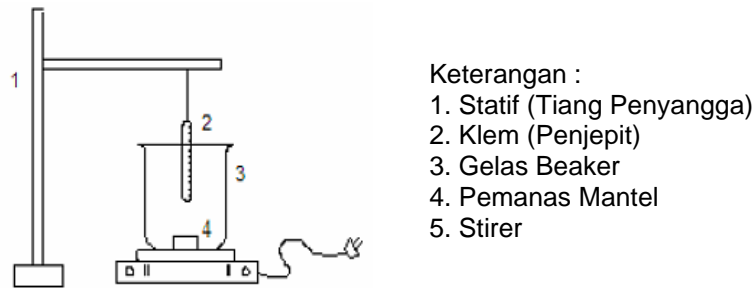 1
2
3
4
Keterangan :
1. Statif (Tiang Penyangga)
2. Klem (Penjepit)
3. Gelas Beaker
4. Pemanas Mantel
5. Stirer